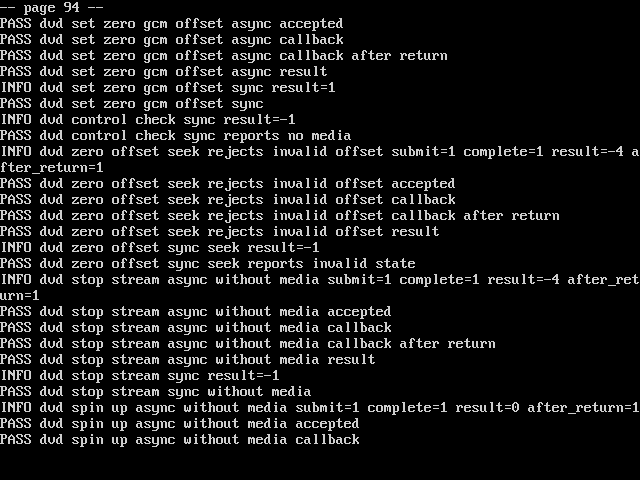 -- page 94 --
PASS dvd set zero gcm offset async accepted
PASS dvd set zero gcm offset async callback
PASS dvd set zero gcm offset async callback after return
PASS dvd set zero gcm offset async result
INFO dvd set zero gcm offset sync result=1
PASS dvd set zero gcm offset sync
INFO dvd control check sync result=-1
PASS dvd control check sync reports no media
INFO dvd zero offset seek rejects invalid offset submit=1 complete=1 result=-4 a
fter_return=1
PASS dvd zero offset seek rejects invalid offset accepted
PASS dvd zero offset seek rejects invalid offset callback
PASS dvd zero offset seek rejects invalid offset callback after return
PASS dvd zero offset seek rejects invalid offset result
INFO dvd zero offset sync seek result=-1
PASS dvd zero offset sync seek reports invalid state
INFO dvd stop stream async without media submit=1 complete=1 result=-4 after_ret
urn=1
PASS dvd stop stream async without media accepted
PASS dvd stop stream async without media callback
PASS dvd stop stream async without media callback after return
PASS dvd stop stream async without media result
INFO dvd stop stream sync result=-1
PASS dvd stop stream sync without media
INFO dvd spin up async without media submit=1 complete=1 result=0 after_return=1
PASS dvd spin up async without media accepted
PASS dvd spin up async without media callback